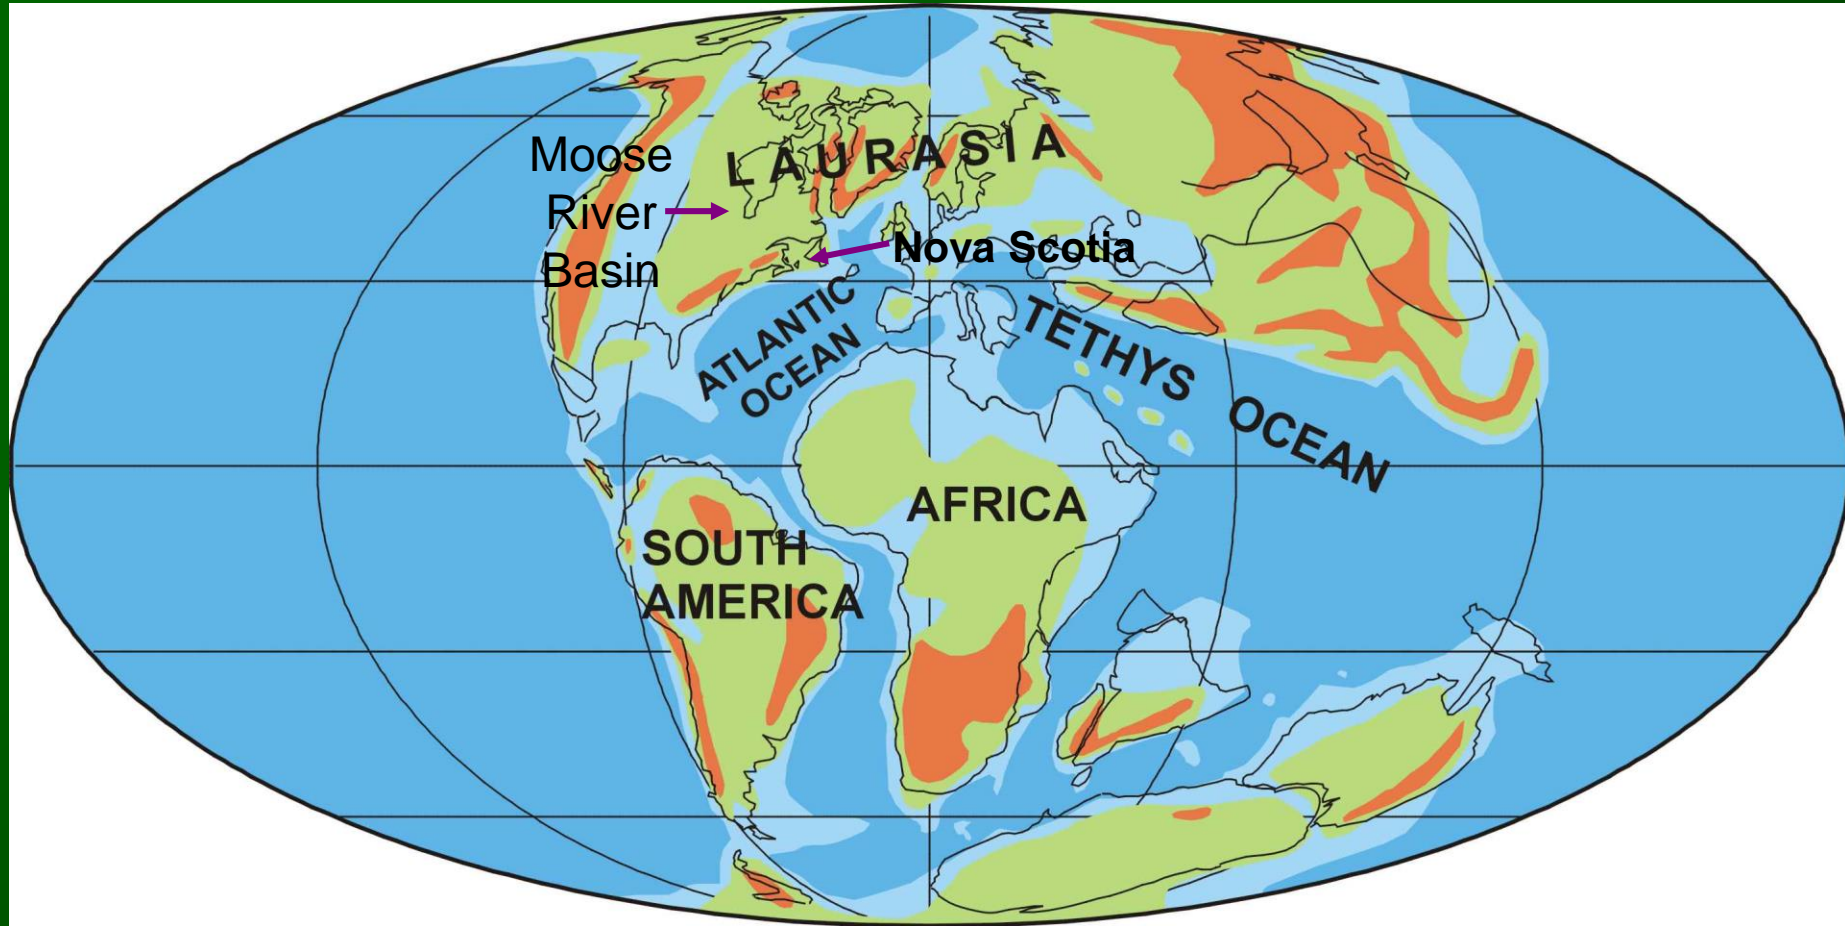 LAURASIA
Moose
River
Basin
Nova Scotia
ATLANTIC
OCEAN
TETHYS OCEAN
AFRICA
SOUTH
AMERICA